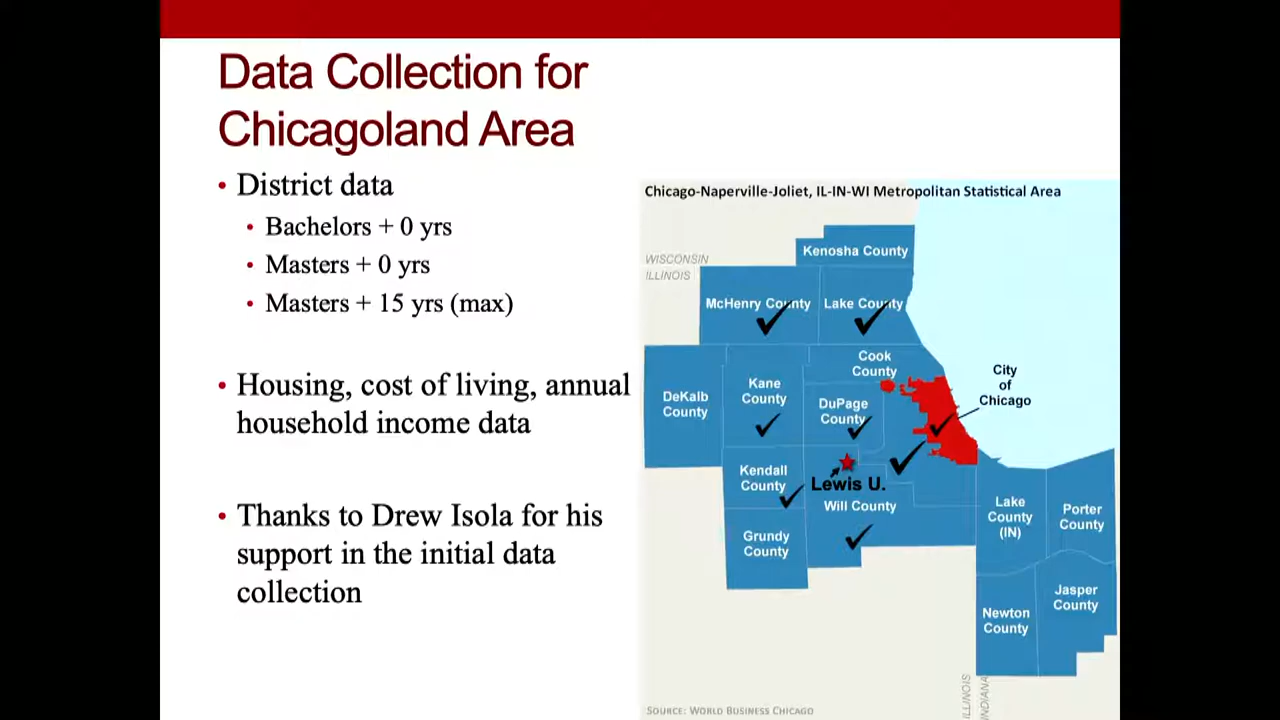 Data Collection for
Chicagoland Area
• District data
• Bachelors + 0 yrs
• Masters + 0 yrs
• Masters + 15 yrs (max)
• Housing, cost of living, annual
household income data
• Thanks to Drew Isola for his
support in the initial data
collection
Chicago-Naperville-Joliet, IL-IN-WI Metropolitan Statistical Area
WISCONSIN
ILLINOIS
Kenosha County
McHenry County
Lake County
Cook
County
City
of
Chicago
DeKalb
County
Kane
County
DuPage
County
Kendall
County
Lewis U.
Will County
Grundy
County
Lake
County
(IN)
Porter
County
Newton
County
Jasper
County
ILLINOIS
INDIANA
SOURCE: WORLD BUSINESS CHICAGO